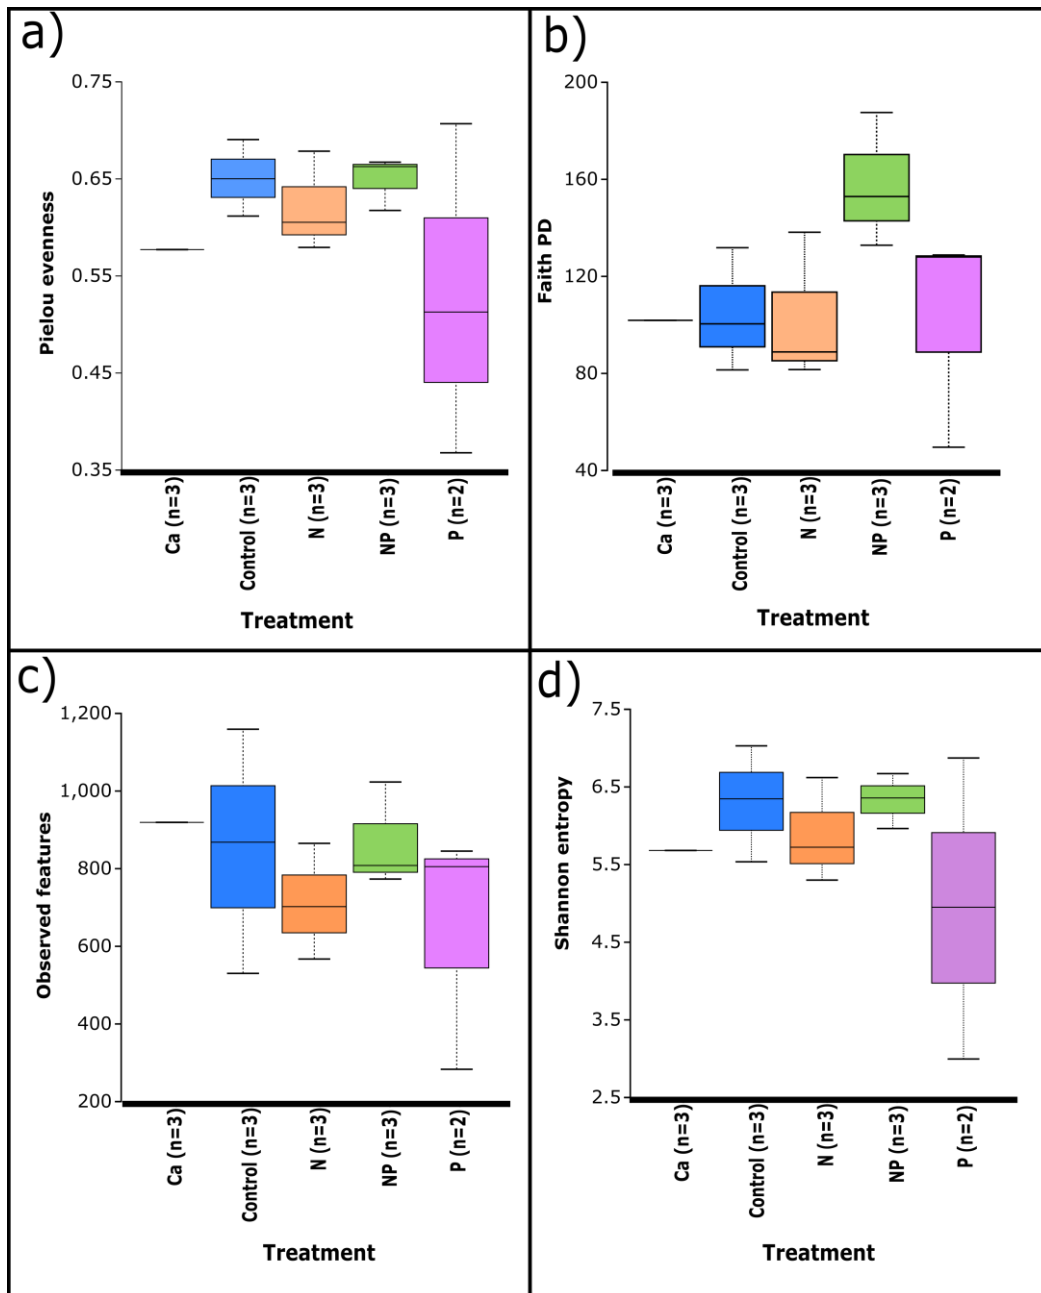 a)
0.75
0.65
0.55
0.45
0.35
Pielou evenness
Ca (n=3)
Control (n=3)
N (n=3)
NP (n=3)
P (n=2)
Treatment
b)
200
160
120
80
40
Faith PD
Ca (n=3)
Control (n=3)
N (n=3)
NP (n=3)
P (n=2)
Treatment
c)
1,200
1,000
800
600
400
200
Observed features
Ca (n=3)
Control (n=3)
N (n=3)
NP (n=3)
P (n=2)
Treatment
d)
7.5
6.5
5.5
4.5
3.5
2.5
Shannon entropy
Ca (n=3)
Control (n=3)
N (n=3)
NP (n=3)
P (n=2)
Treatment